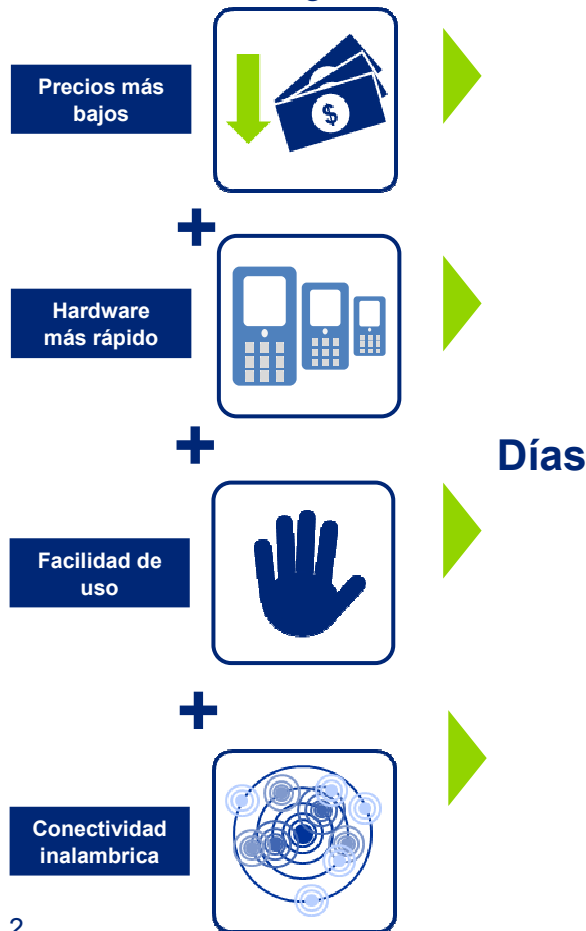 Precios más
bajos
$
+
Hardware
más rápido
+
Días
Facilidad de
uso
+
Conectividad
inalambrica
2